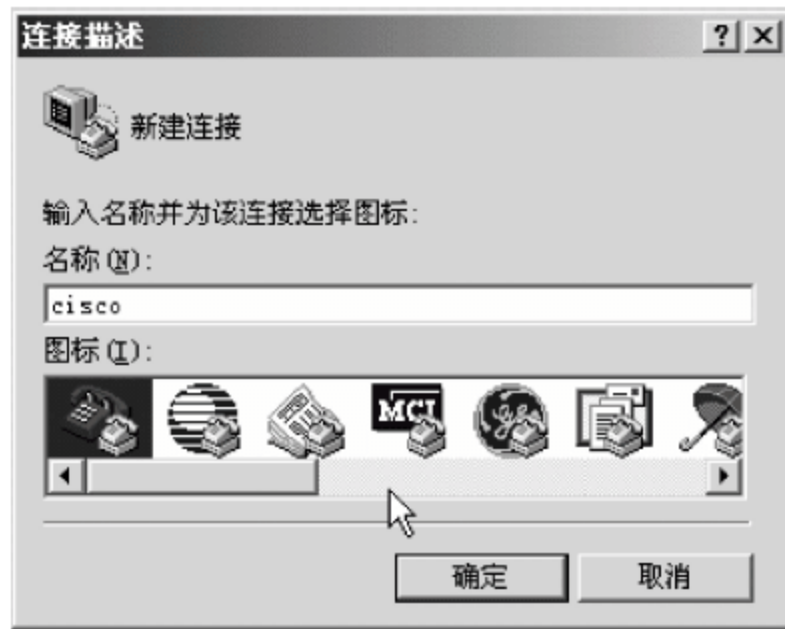 连接描述
新建连接
输入名称并为该连接选择图标:
名称(N):
cisco
图标(I):
MCI
确定
取消